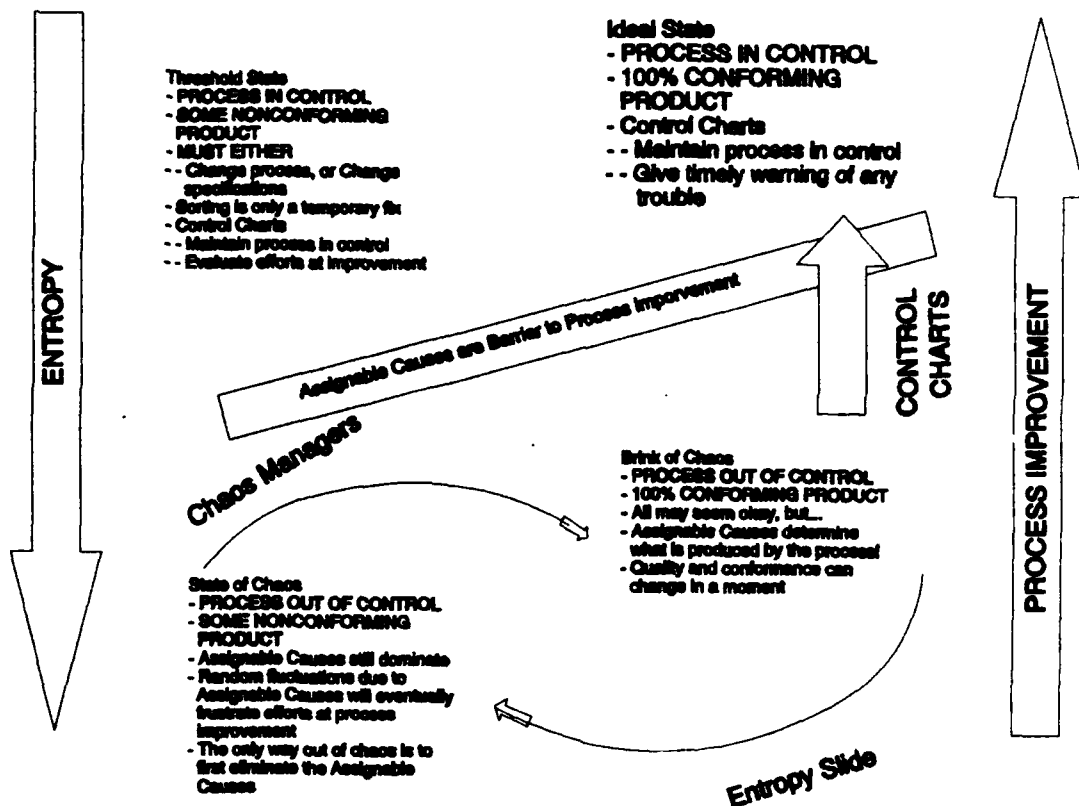 ENTROPY
Threshold State
- PROCESS IN CONTROL
- SOME NONCONFORMING
PRODUCT
- MUST EITHER
- - Change process, or Change
specifications
- Sorting is only a temporary fix
- Control Charts
- - Maintain process in control
- - Evaluate efforts at improvement
Ideal State
- PROCESS IN CONTROL
- 100% CONFORMING
PRODUCT
- Control Charts
- - Maintain process in control
- - Give timely warning of any
trouble
Assignable Causes are Barrier to Process Imporvement
CONTROL
CHARTS
PROCESS IMPROVEMENT
Chaos Managers
Brink of Chaos
- PROCESS OUT OF CONTROL
- 100% CONFORMING PRODUCT
- All may seem okay, but...
- Assignable Causes determine
what is produced by the process!
- Quality and conformance can
change in a moment
State of Chaos
- PROCESS OUT OF CONTROL
- SOME NONCONFORMING
PRODUCT
- Assignable Causes still dominate
- Random fluctuations due to
Assignable Causes will eventually
frustrate efforts at process
improvement
- The only way out of chaos is to
first eliminate the Assignable
Causes
Entropy Slide